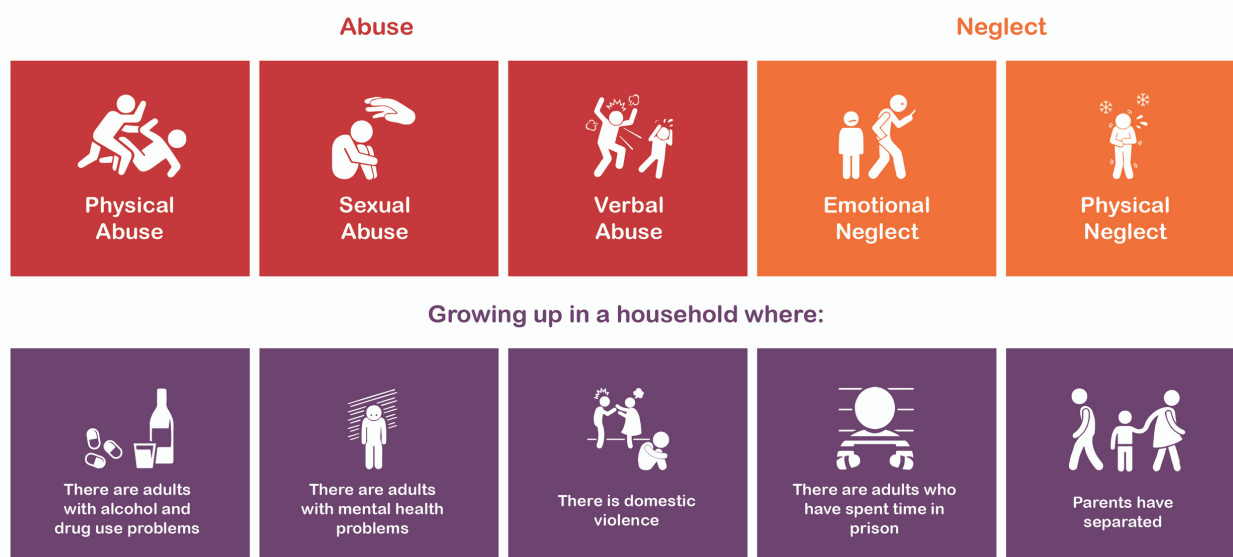 Abuse
Neglect
Physical
Abuse
Sexual
Abuse
Verbal
Abuse
Emotional
Neglect
Physical
Neglect
Growing up in a household where:
There are adults
with alcohol and
drug use problems
There are adults
with mental health
problems
There is domestic
violence
There are adults who
have spent time in
prison
Parents have
separated